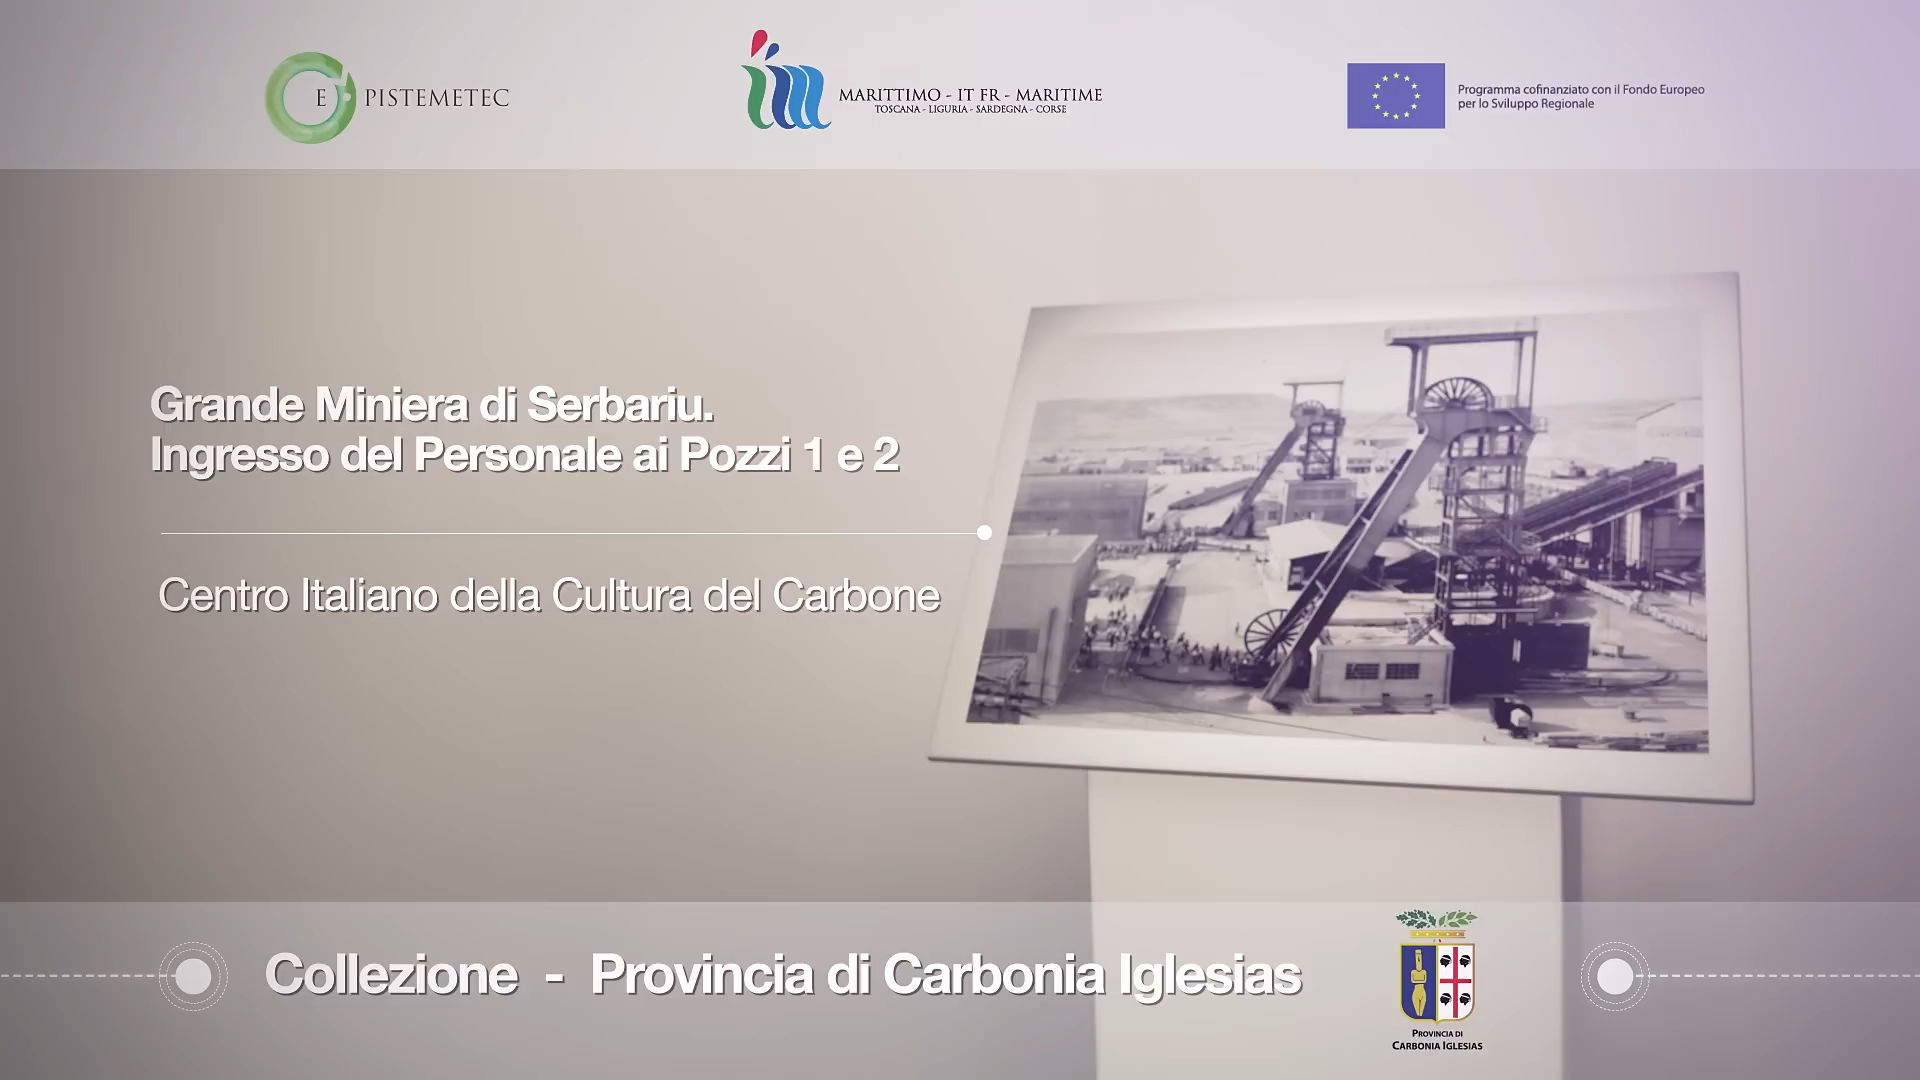 E PISTEMETEC
MARITTIMO - IT FR - MARITIME
TOSCANA - LIGURIA - SARDEGNA - CORSE
Programma cofinanziato con il Fondo Europeo
per lo Sviluppo Regionale
Grande Miniera di Serbariu.
Ingresso del Personale ai Pozzi 1 e 2
Centro Italiano della Cultura del Carbone
Collezione - Provincia di Carbonia Iglesias
PROVINCIA DI
CARBONIA IGLESIAS